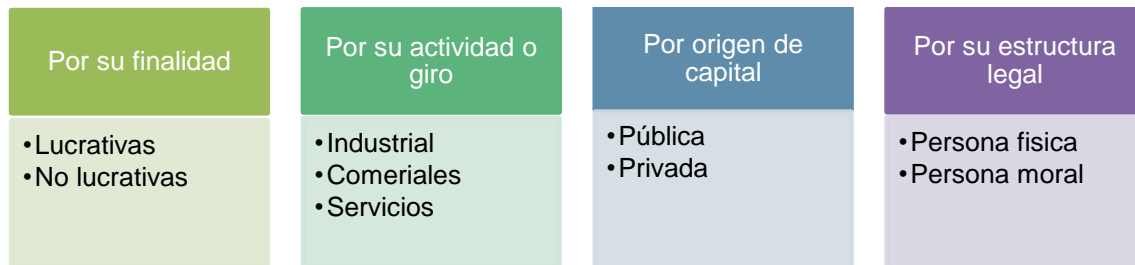 Por su finalidad
•Lucrativas
•No lucrativas
Por su actividad o
giro
•Industrial
•Comeriales
•Servicios
Por origen de
capital
•Pública
•Privada
Por su estructura
legal
•Persona fisica
•Persona moral